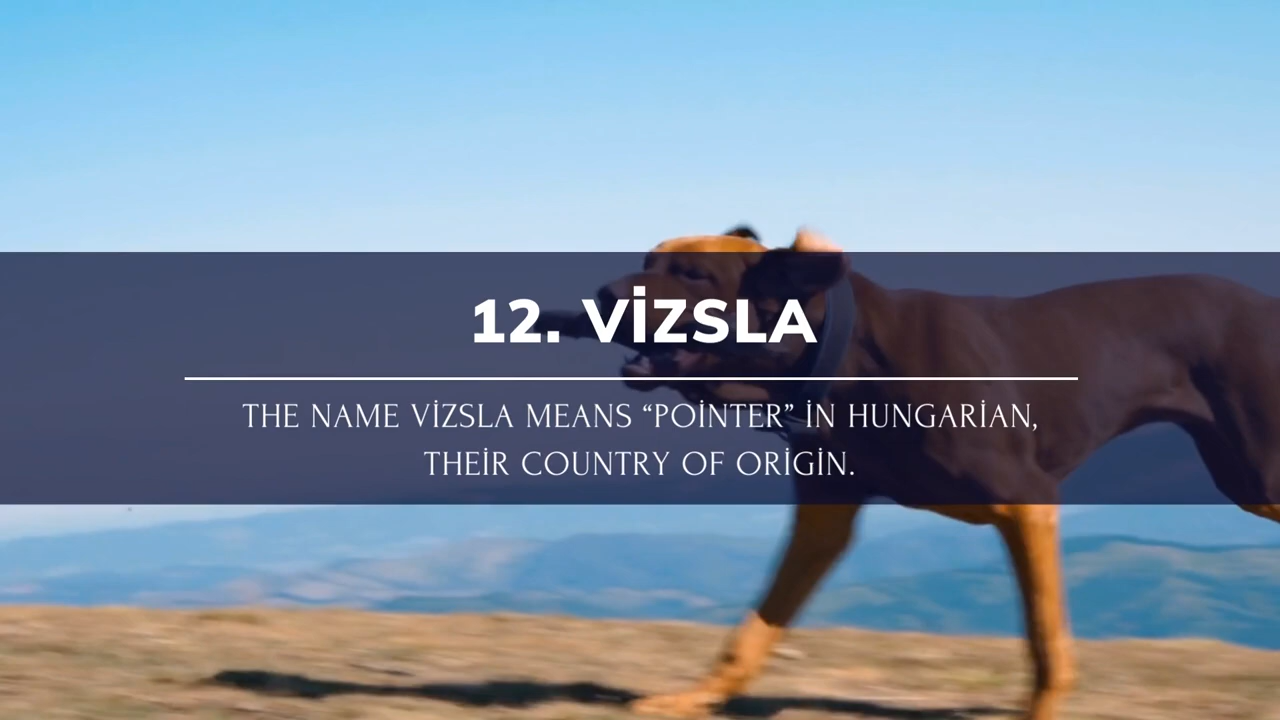 12. VİZSLA
THE NAME VİZSLA MEANS “POİNTER” İN HUNGARİAN,
THEİR COUNTRY OF ORİGİN.